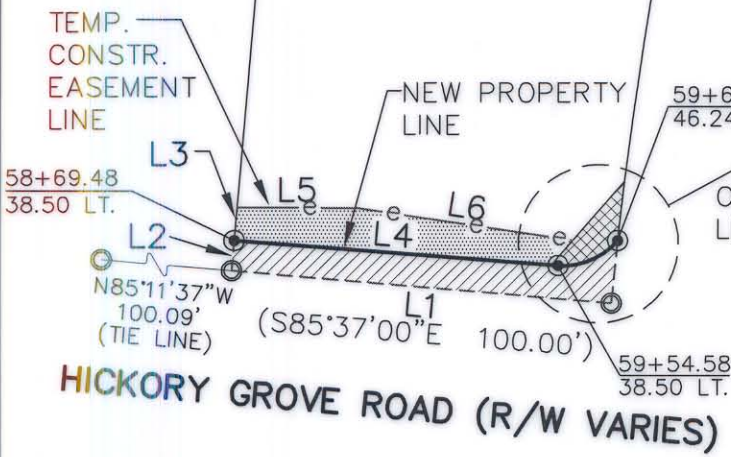 TEMP.
CONSTR.
EASEMENT
LINE
NEW PROPERTY
LINE
59+6
46.24
L3
58+69.48
38.50 LT.
L5
e
e
L6
e
L2
L4
N85°11'37"W
100.09'
(TIE LINE)
L1
(S85°37'00"E 100.00')
59+54.58
38.50 LT.
HICKORY GROVE ROAD (R/W VARIES)